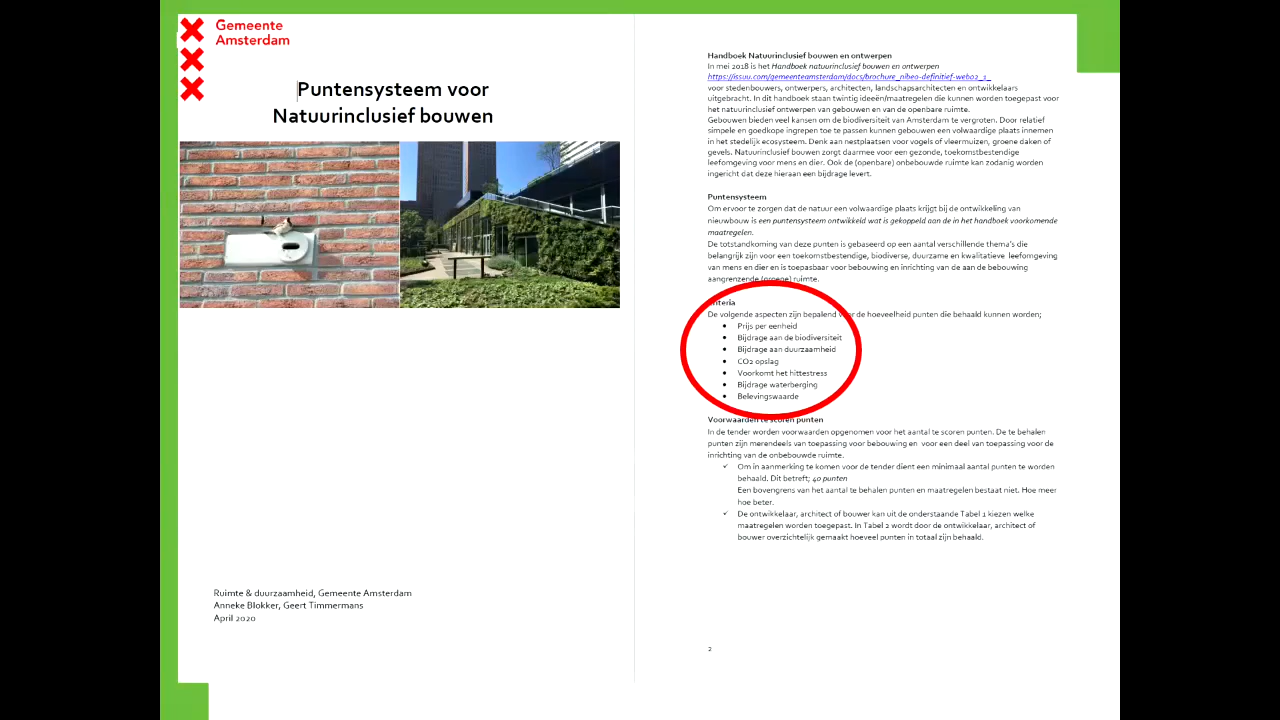 Gemeente
Amsterdam
Puntensysteem voor
Natuurinclusief bouwen
Ruimte & duurzaamheid, Gemeente Amsterdam
Anneke Blokker, Geert Timmermans
April 2020
Handboek Natuurinclusief bouwen en ontwerpen
In mei 2018 is het Handboek natuurinclusief bouwen en ontwerpen
https://issuu.com/gemeenteamsterdam/docs/brochure_nibeo-definitief-web02_1_
voor stedenbouwers, ontwerpers, architecten, landschapsarchitecten en ontwikkelaars
uitgebracht. In dit handboek staan twintig ideeën/maatregelen die kunnen worden toegepast voor
het natuurinclusief ontwerpen van gebouwen en van de openbare ruimte.
Gebouwen bieden veel kansen om de biodiversiteit van Amsterdam te vergroten. Door relatief
simpele en goedkope ingrepen toe te passen kunnen gebouwen een volwaardige plaats innemen
in het stedelijk ecosysteem. Denk aan nestplaatsen voor vogels of vleermuizen, groene daken of
gevels. Natuurinclusief bouwen zorgt daarmee voor een gezonde, toekomstbestendige
leefomgeving voor mens en dier. Ook de (openbare) onbebouwde ruimte kan zodanig worden
ingericht dat deze hieraan een bijdrage levert.
Puntensysteem
Om ervoor te zorgen dat de natuur een volwaardige plaats krijgt bij de ontwikkeling van
nieuwbouw is een puntensysteem ontwikkeld wat is gekoppeld aan de in het handboek voorkomende
maatregelen.
De totstandkoming van deze punten is gebaseerd op een aantal verschillende thema's die
belangrijk zijn voor een toekomstbestendige, biodiverse, duurzame en kwalitatieve leefomgeving
van mens en dier en is toepasbaar voor bebouwing en inrichting van de aan de bebouwing
aangrenzende (groene) ruimte.
Criteria
De volgende aspecten zijn bepalend voor de hoeveelheid punten die behaald kunnen worden;
• Prijs per eenheid
• Bijdrage aan de biodiversiteit
• Bijdrage aan duurzaamheid
• CO2 opslag
• Voorkomt het hittestress
• Bijdrage waterberging
• Belevingswaarde
Voorwaarden te scoren punten
In de tender worden voorwaarden opgenomen voor het aantal te scoren punten. De te behalen
punten zijn merendeels van toepassing voor bebouwing en voor een deel van toepassing voor de
inrichting van de onbebouwde ruimte.
✓ Om in aanmerking te komen voor de tender dient een minimaal aantal punten te worden
behaald. Dit betreft; 40 punten
Een bovengrens van het aantal te behalen punten en maatregelen bestaat niet. Hoe meer
hoe beter.
✓ De ontwikkelaar, architect of bouwer kan uit de onderstaande Tabel 1 kiezen welke
maatregelen worden toegepast. In Tabel 2 wordt door de ontwikkelaar, architect of
bouwer overzichtelijk gemaakt hoeveel punten in totaal zijn behaald.
2